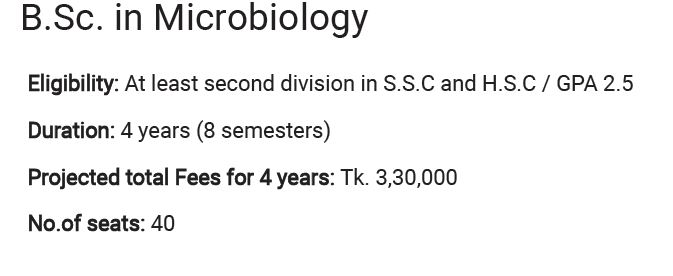 B.Sc. in Microbiology
Eligibility: At least second division in S.S.C and H.S.C / GPA 2.5
Duration: 4 years (8 semesters)
Projected total Fees for 4 years: Tk. 3,30,000
No.of seats: 40